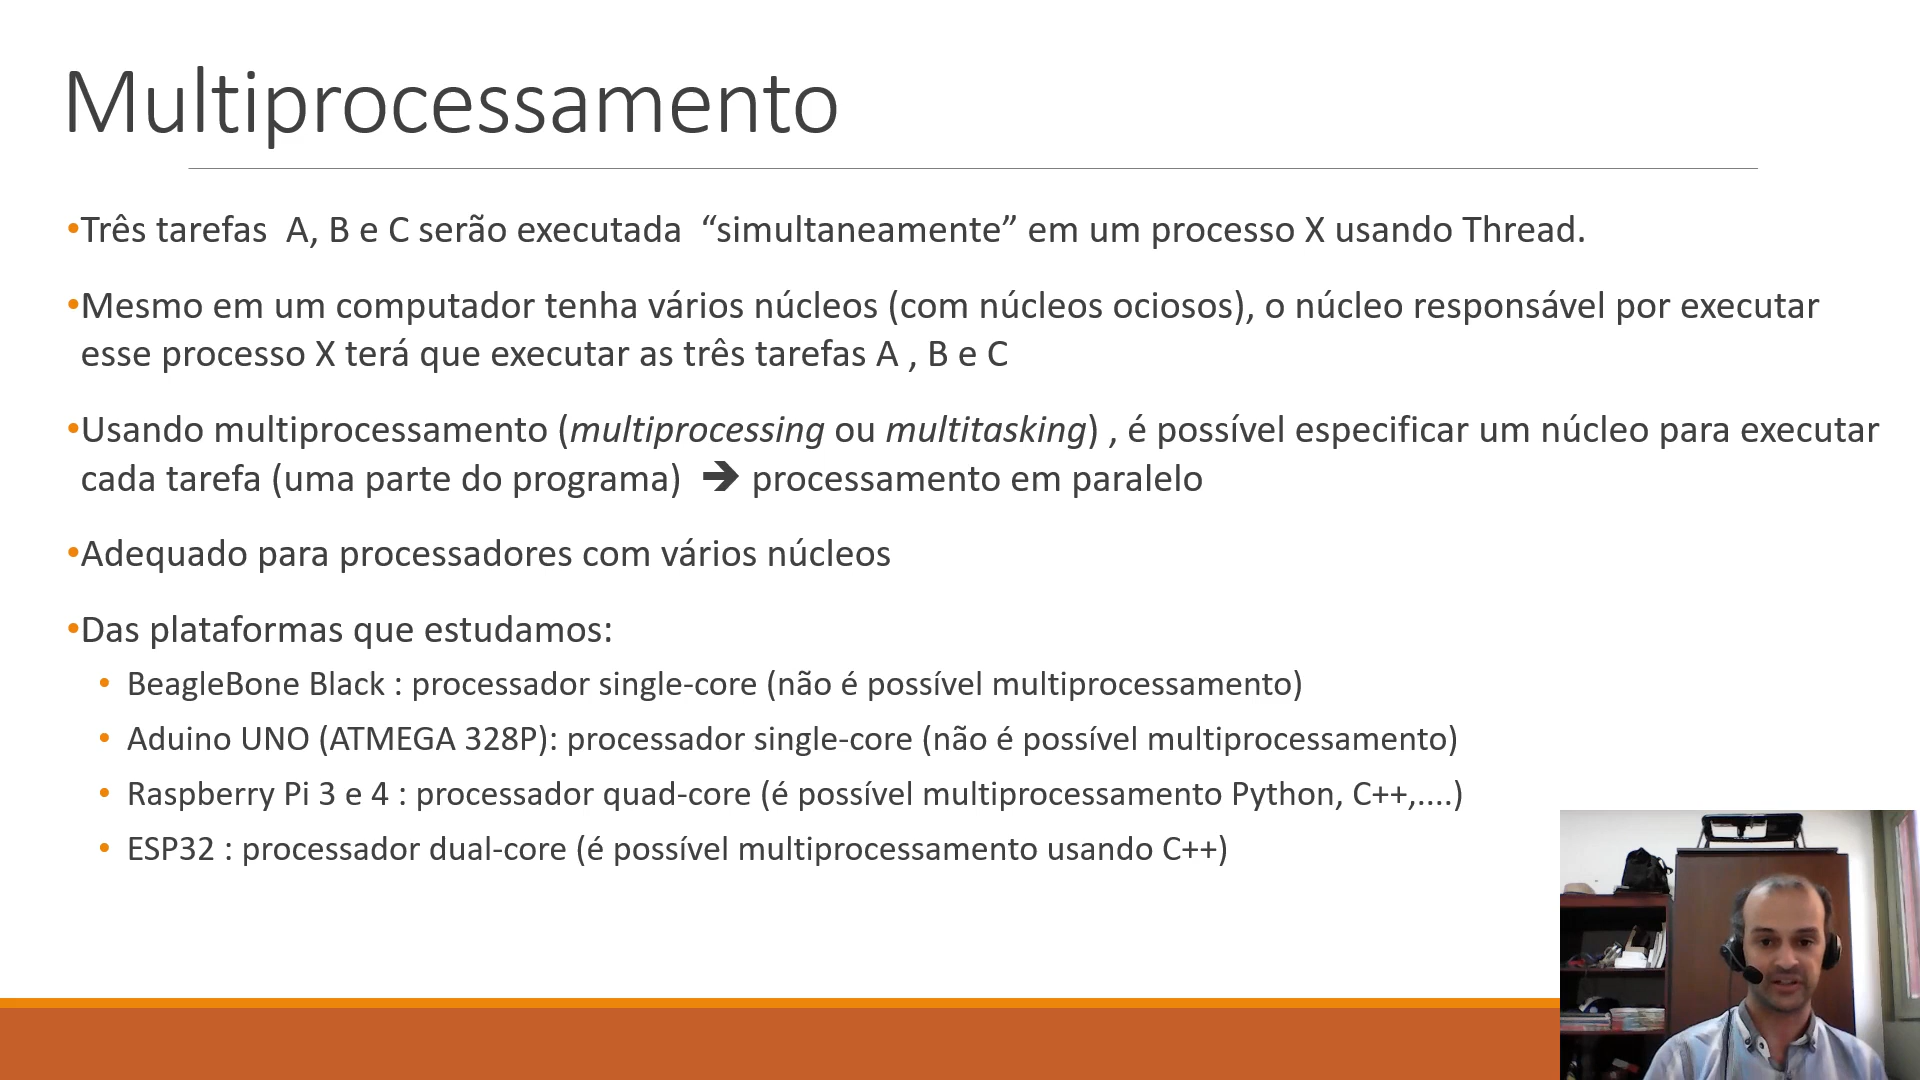 Multiprocessamento
•Três tarefas A, B e C serão executada “simultaneamente” em um processo X usando Thread.
•Mesmo em um computador tenha vários núcleos (com núcleos ociosos), o núcleo responsável por executar
esse processo X terá que executar as três tarefas A , B e C
•Usando multiprocessamento (multiprocessing ou multitasking) , é possível especificar um núcleo para executar
cada tarefa (uma parte do programa) ➔ processamento em paralelo
•Adequado para processadores com vários núcleos
•Das plataformas que estudamos:
• BeagleBone Black : processador single-core (não é possível multiprocessamento)
• Aduino UNO (ATMEGA 328P): processador single-core (não é possível multiprocessamento)
• Raspberry Pi 3 e 4 : processador quad-core (é possível multiprocessamento Python, C++,....)
• ESP32 : processador dual-core (é possível multiprocessamento usando C++)